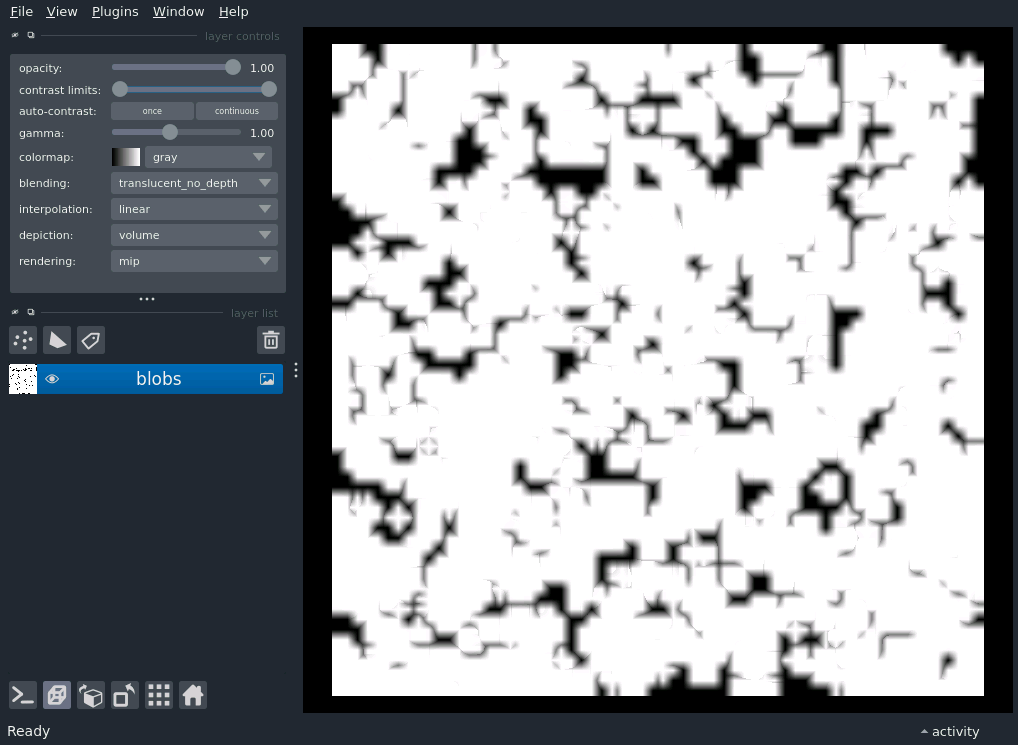 File View Plugins Window Help
layer controls
opacity: 1.00
contrast limits:
auto-contrast: once continuous
gamma: 1.00
colormap: gray
blending: translucent_no_depth
interpolation: linear
depiction: volume
rendering: mip
layer list
blobs
Ready
activity